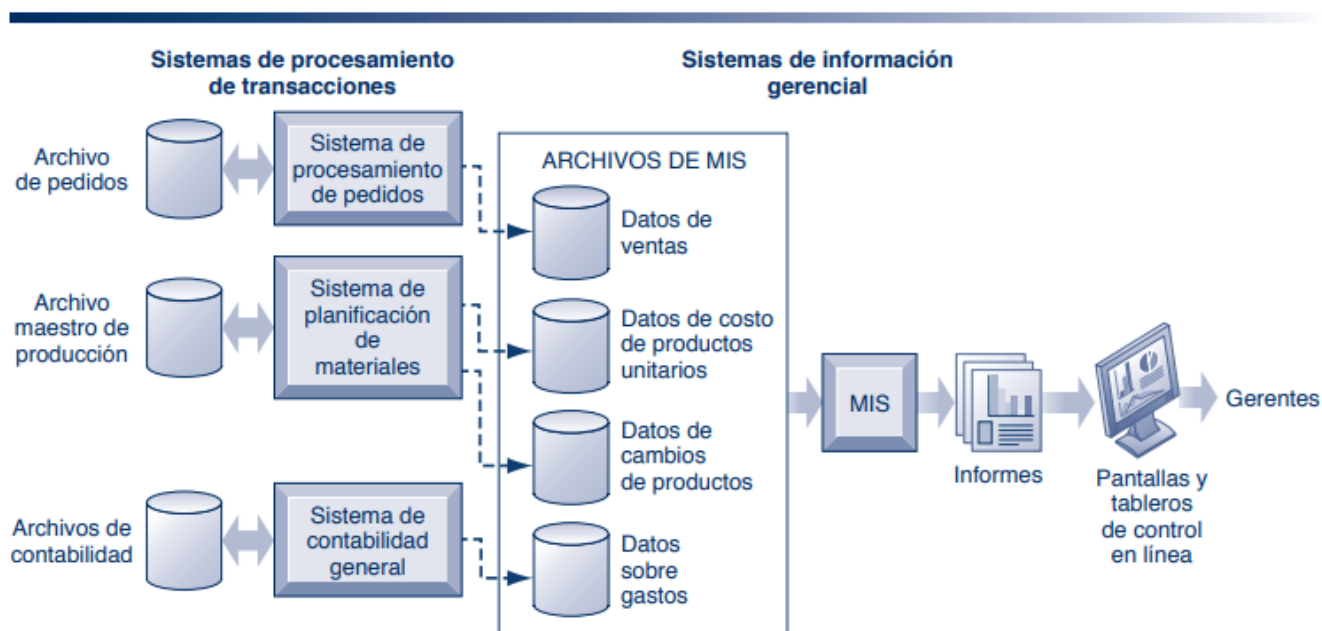 Sistemas de procesamiento
de transacciones
Sistemas de información
gerencial
Archivo
de pedidos
Sistema de
procesamiento
de pedidos
Archivo
maestro de
producción
Sistema de
planificación
de
materiales
Archivos de
contabilidad
Sistema de
contabilidad
general
ARCHIVOS DE MIS
Datos de
ventas
Datos de costo
de productos
unitarios
Datos de
cambios
de productos
Datos
sobre
gastos
MIS
Informes
Pantallas y
tableros
de control
en línea
Gerentes